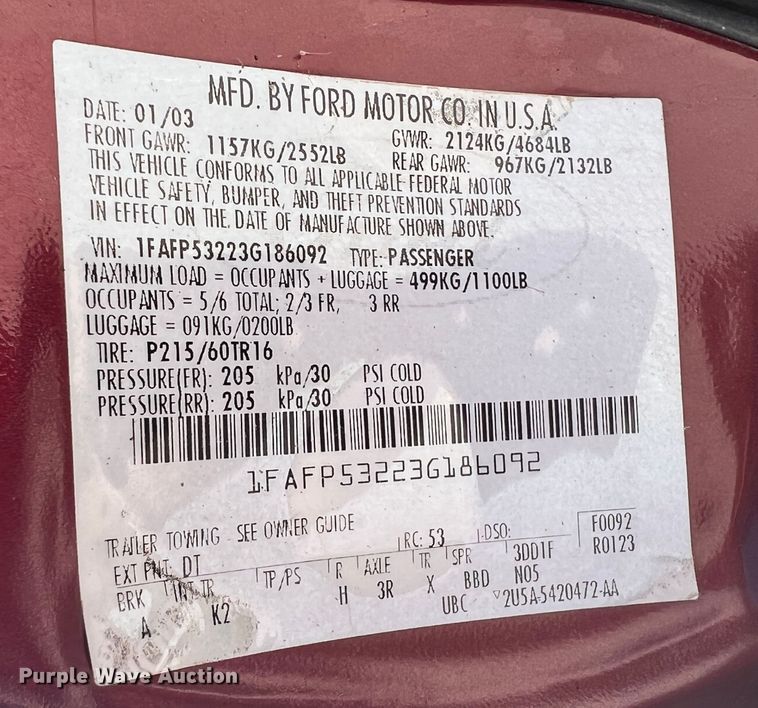 MFD. BY FORD MOTOR CO. IN U.S.A.
DATE: 01/03 GVWR: 2124KG/4684LB
FRONT GAWR: 1157KG/2552LB REAR GAWR: 967KG/2132LB
THIS VEHICLE CONFORMS TO ALL APPLICABLE FEDERAL MOTOR
VEHICLE SAFETY, BUMPER, AND THEFT PREVENTION STANDARDS
IN EFFECT ON THE DATE OF MANUFACTURE SHOWN ABOVE.
VIN: 1FAFP53223G186092 TYPE: PASSENGER
MAXIMUM LOAD = OCCUPANTS + LUGGAGE = 499KG/1100LB
OCCUPANTS = 5/6 TOTAL; 2/3 FR, 3 RR
LUGGAGE = 091KG/0200LB
TIRE: P215/60TR16
PRESSURE(FR): 205 kPa/30 PSI COLD
PRESSURE(RR): 205 kPa/30 PSI COLD
1FAFP53223G186092
TRAILER TOWING - SEE OWNER GUIDE
EXT PNT: DT RC: 53 DSO: F0092
BRK INT TR TP/PS R AXLE TR SPR 3DD1F R0123
A K2 H 3R X BBD N05
UBC ▽2U5A-5420472-AA
Purple Wave Auction